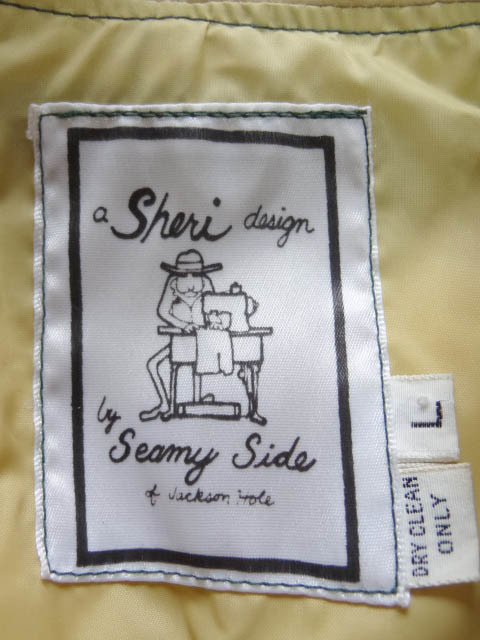 a Sheri design
by
Seamy Side
of Jackson Hole
L
DRY CLEAN
ONLY